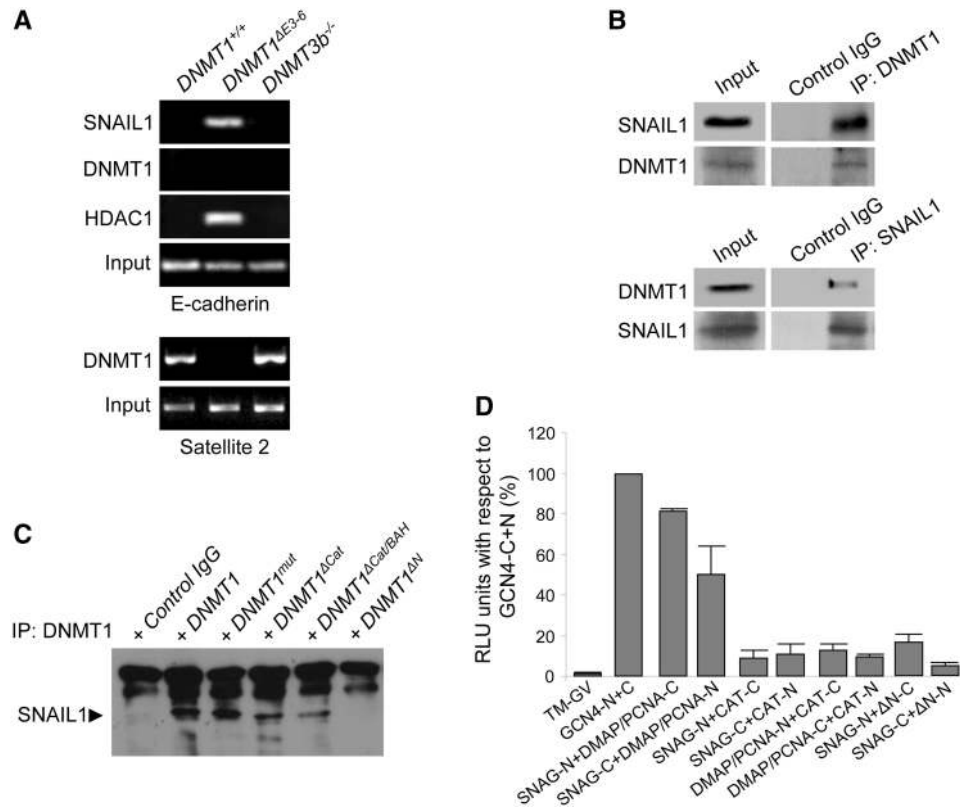 A
DNMT1+/+
DNMT1ΔE3-6
DNMT3b-/-
SNAIL1
DNMT1
HDAC1
Input
E-cadherin
DNMT1
Input
Satellite 2
B
Input
Control IgG
IP: DNMT1
SNAIL1
DNMT1
Input
Control IgG
IP: SNAIL1
DNMT1
SNAIL1
C
IP: DNMT1
+ Control IgG
+ DNMT1
+ DNMT1mut
+ DNMT1ΔCat
+ DNMT1ΔCat/BAH
+ DNMT1ΔN
SNAIL1►
D
RLU units with respect to
GCN4-C+N (%)
120
100
80
60
40
20
0
TM-GV
GCN4-N+C
SNAG-N+DMAP/PCNA-C
SNAG-C+DMAP/PCNA-N
SNAG-N+CAT-C
SNAG-C+CAT-N
DMAP/PCNA-N+CAT-C
DMAP/PCNA-C+CAT-N
SNAG-N+ΔN-C
SNAG-C+ΔN-N